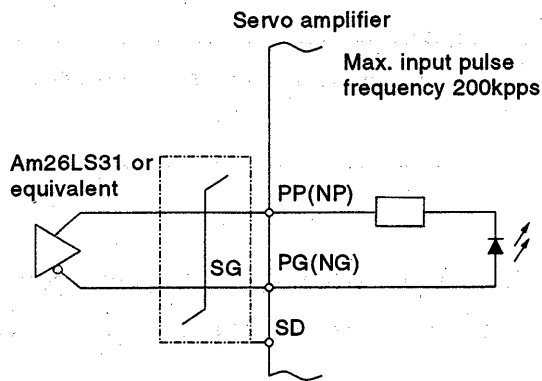 Servo amplifier
Max. input pulse
frequency 200kpps
Am26LS31 or
equivalent
PP(NP)
SG
PG(NG)
SD